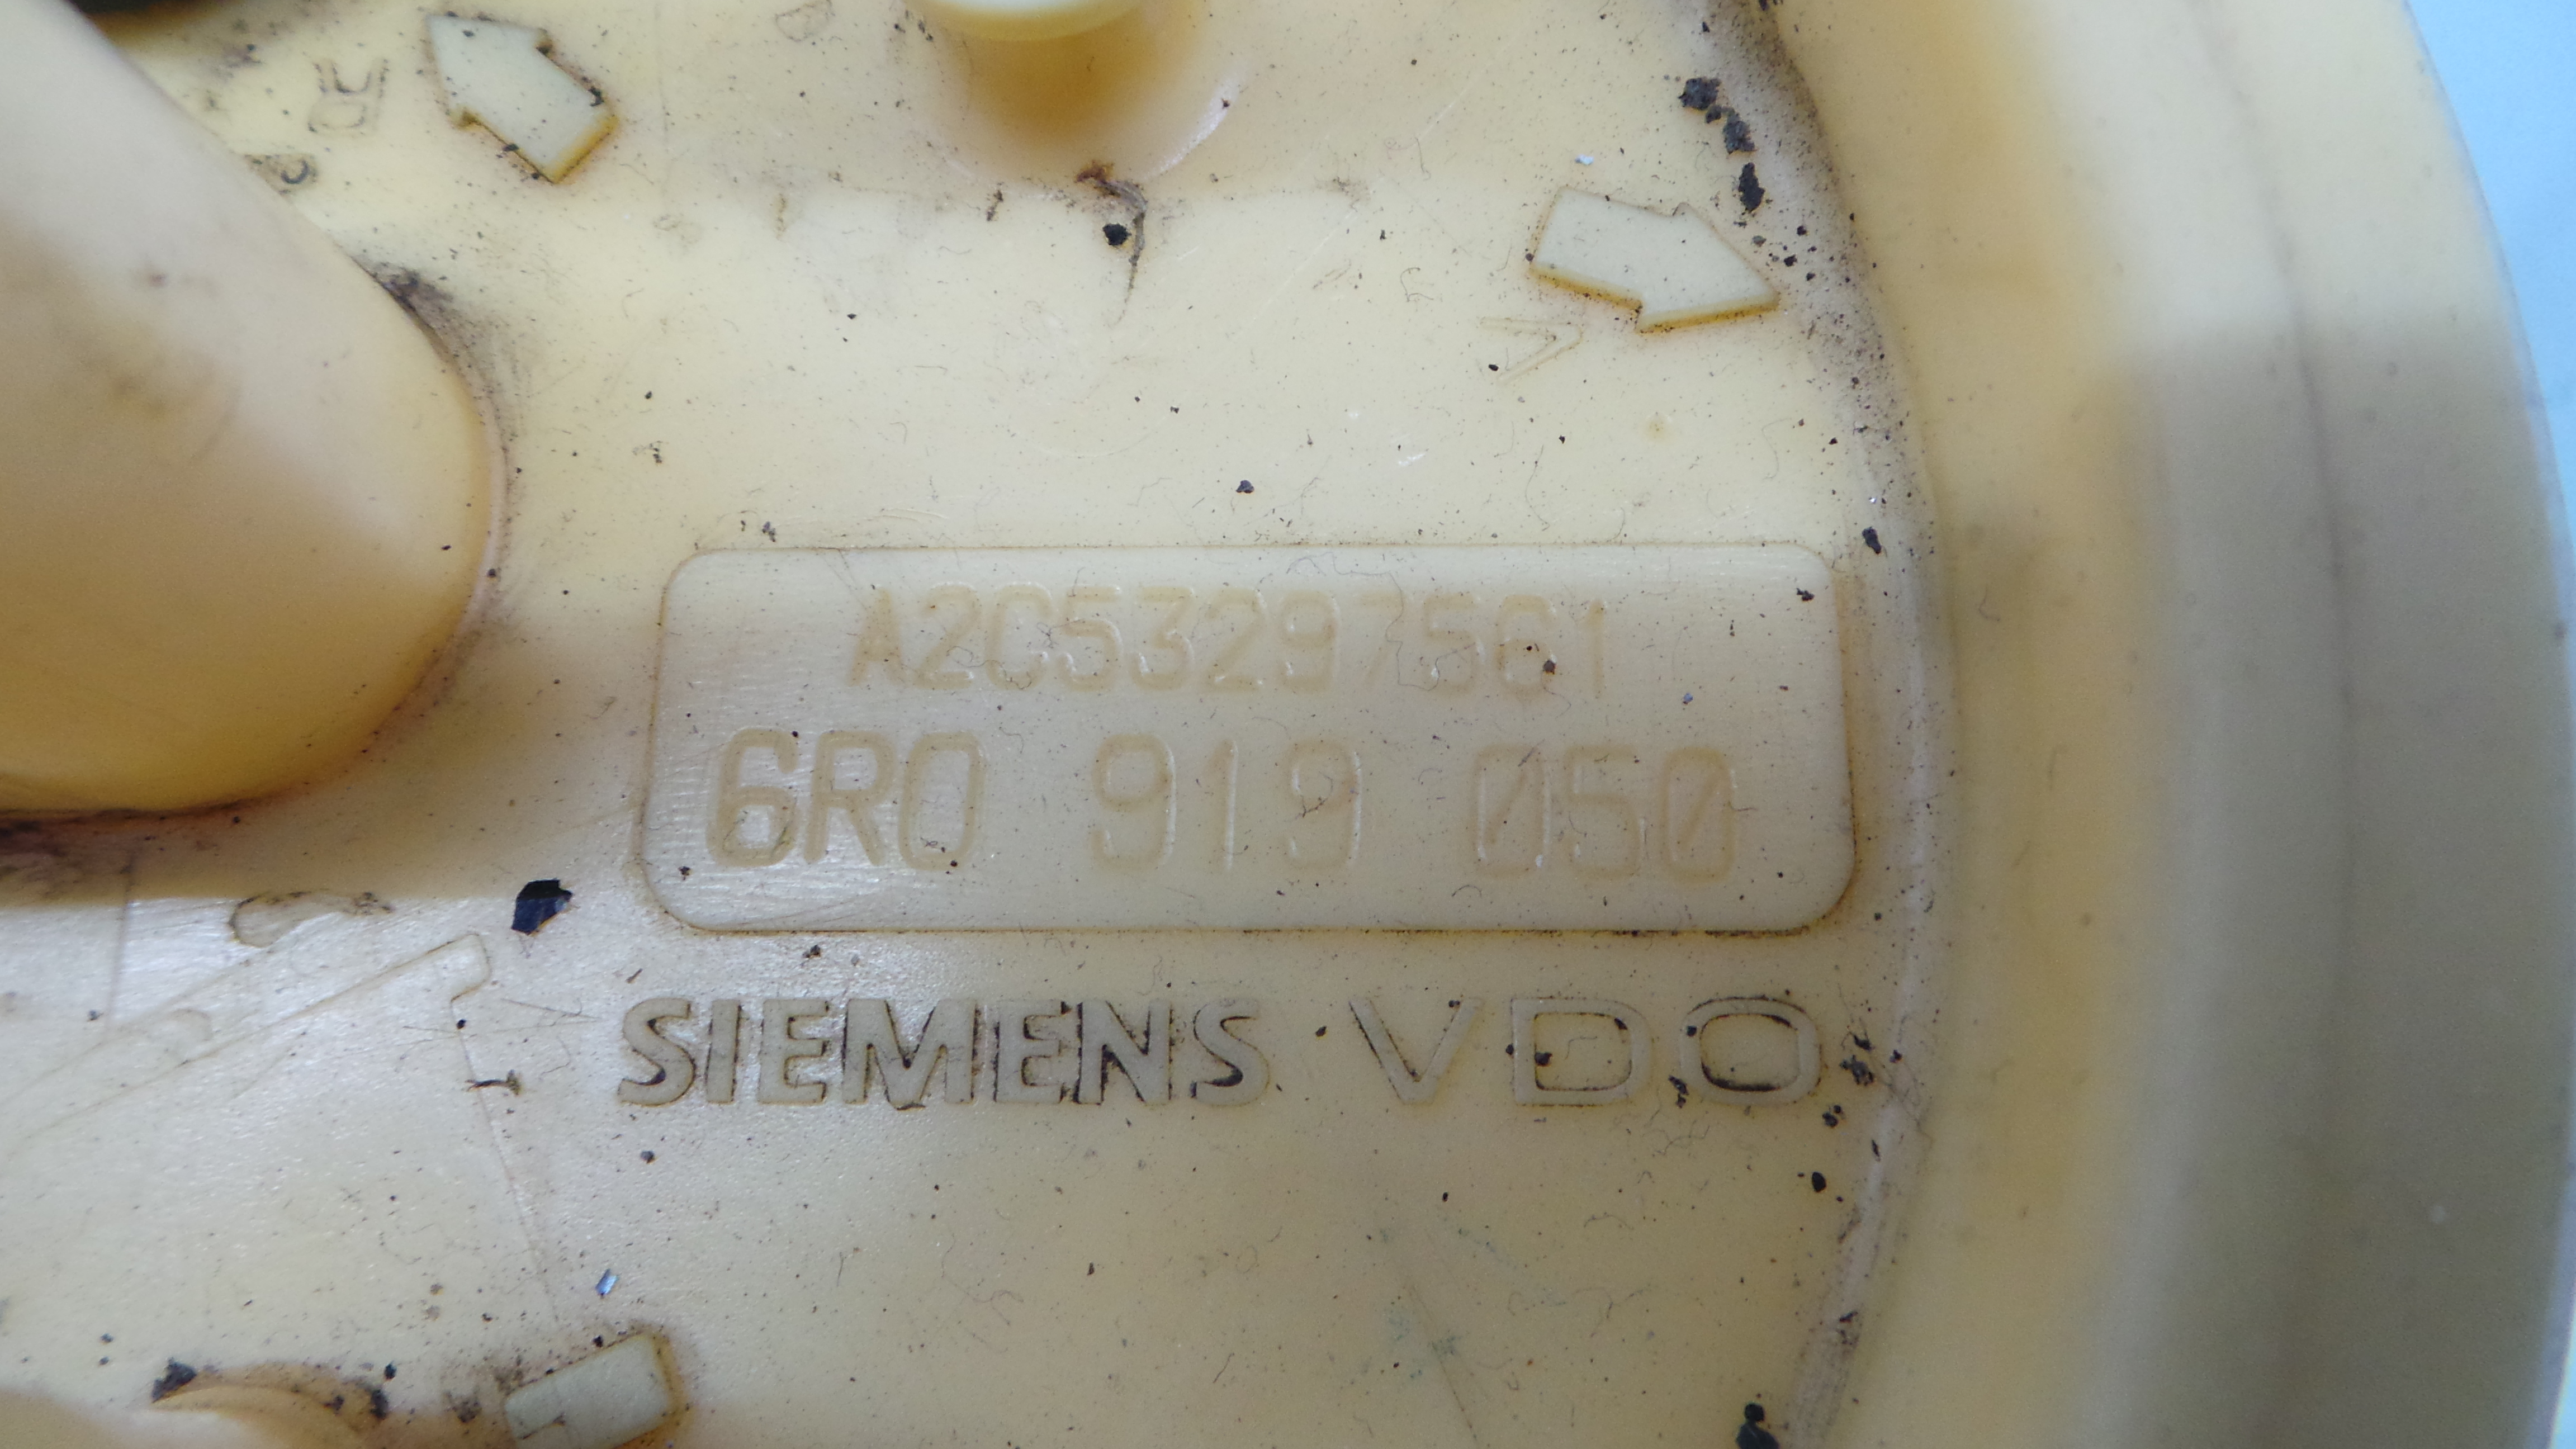 R
V
A2C53297561
6R0 919 050
SIEMENS VDO